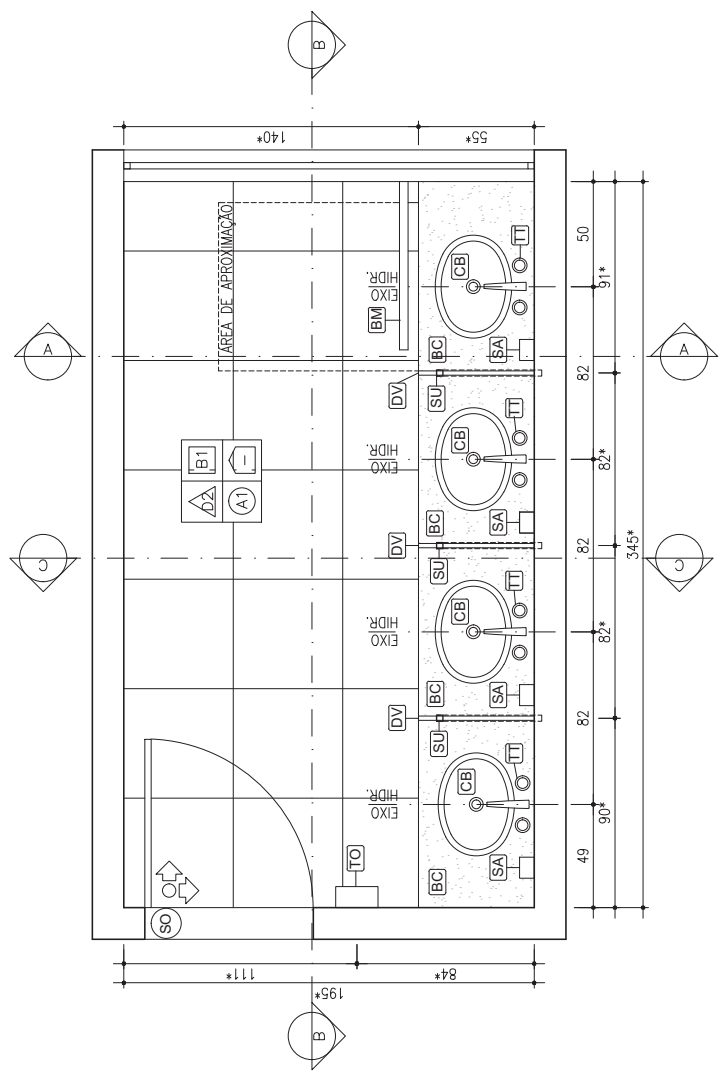 B
140*
55*
ÁREA DE APROXIMAÇÃO
EIXO
HIDR.
BM
CB
TT
BC
SA
50
91*
A
A
82
DV
SU
B1
D2
A1
EIXO
HIDR.
CB
TT
BC
SA
82*
DV
SU
82
C
C
345*
EIXO
HIDR.
CB
TT
BC
SA
82*
DV
SU
82
EIXO
HIDR.
CB
TT
BC
SA
90*
49
TO
SO
111*
84*
195*
B